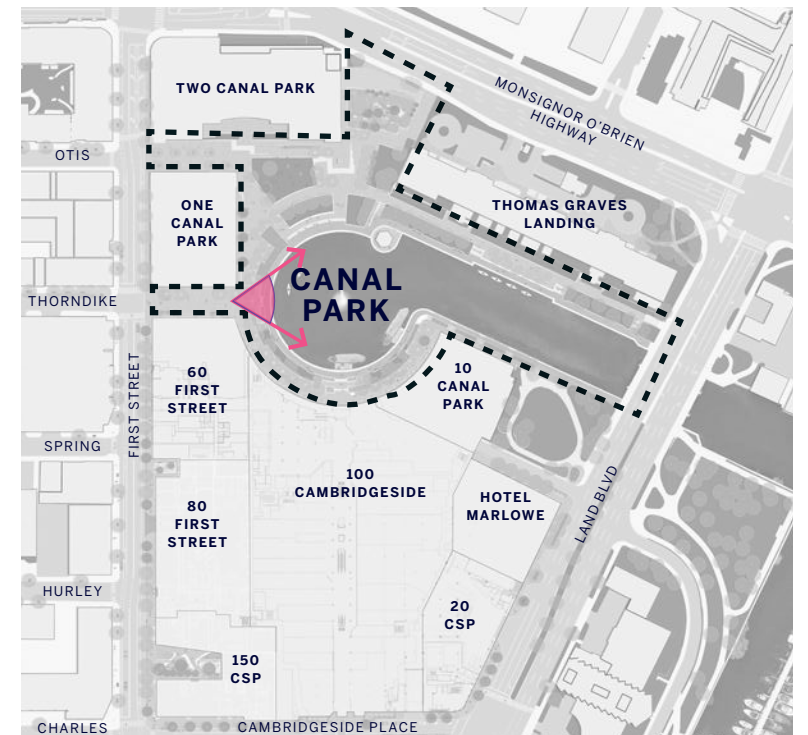 TWO CANAL PARK
MONSIGNOR O'BRIEN
HIGHWAY
OTIS
ONE
CANAL
PARK
THOMAS GRAVES
LANDING
CANAL
PARK
THORNDIKE
60
FIRST
STREET
10
CANAL
PARK
FIRST STREET
SPRING
100
CAMBRIDGESIDE
HOTEL
MARLOWE
LAND BLVD
80
FIRST
STREET
HURLEY
20
CSP
150
CSP
CHARLES
CAMBRIDGESIDE PLACE